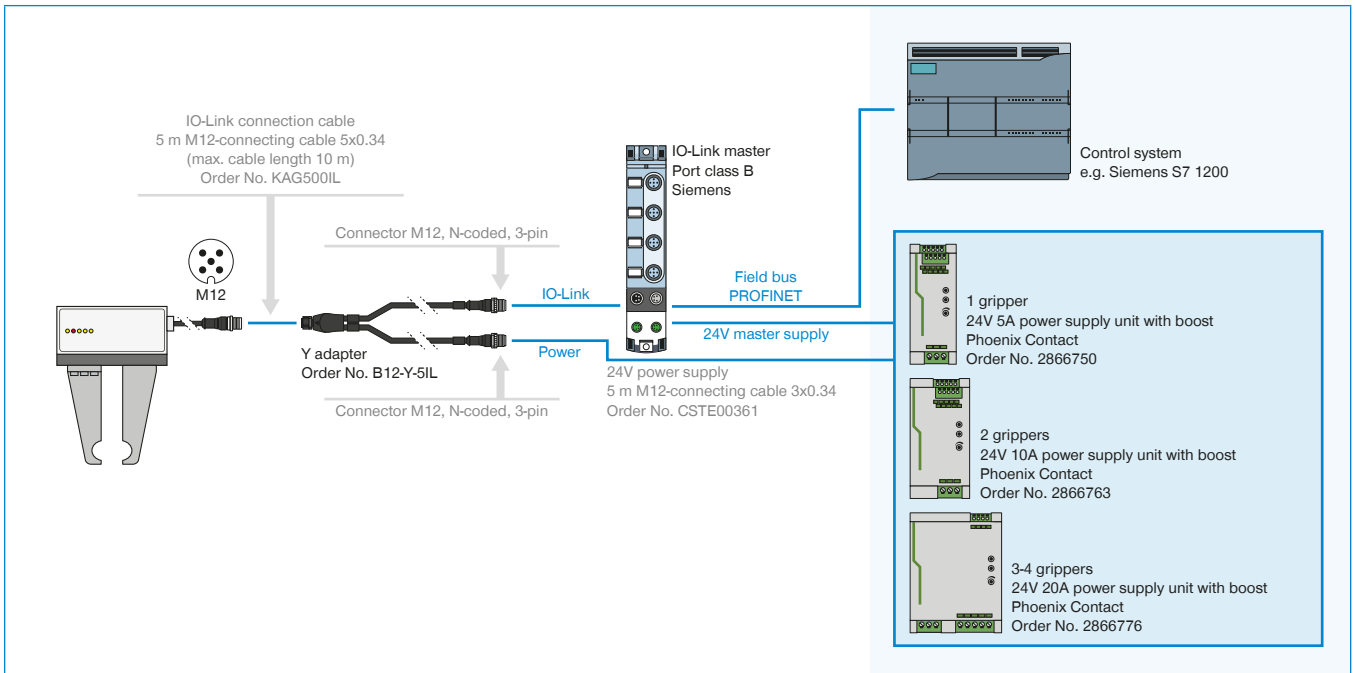 IO-Link connection cable
5 m M12-connecting cable 5x0.34
(max. cable length 10 m)
Order No. KAG500IL
M12
Connector M12, N-coded, 3-pin
Y adapter
Order No. B12-Y-5IL
Connector M12, N-coded, 3-pin
IO-Link
Power
IO-Link master
Port class B
Siemens
Field bus
PROFINET
24V master supply
24V power supply
5 m M12-connecting cable 3x0.34
Order No. CSTE00361
Control system
e.g. Siemens S7 1200
1 gripper
24V 5A power supply unit with boost
Phoenix Contact
Order No. 2866750
2 grippers
24V 10A power supply unit with boost
Phoenix Contact
Order No. 2866763
3-4 grippers
24V 20A power supply unit with boost
Phoenix Contact
Order No. 2866776